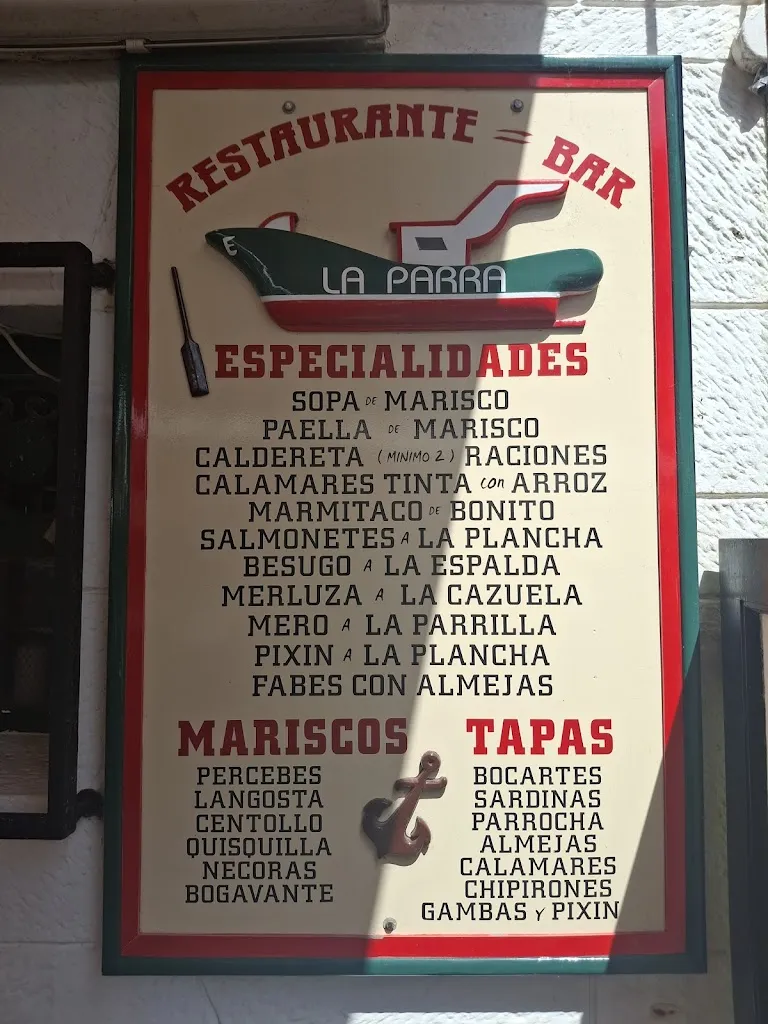 RESTAURANTE = BAR
E
LA PARRA
ESPECIALIDADES
SOPA DE MARISCO
PAELLA DE MARISCO
CALDERETA (MINIMO 2) RACIONES
CALAMARES TINTA con ARROZ
MARMITACO DE BONITO
SALMONETES A LA PLANCHA
BESUGO A LA ESPALDA
MERLUZA A LA CAZUELA
MERO A LA PARRILLA
PIXIN A LA PLANCHA
FABES CON ALMEJAS
MARISCOS
PERCEBES
LANGOSTA
CENTOLLO
QUISQUILLA
NECORAS
BOGAVANTE
TAPAS
BOCARTES
SARDINAS
PARROCHA
ALMEJAS
CALAMARES
CHIPIRONES
GAMBAS Y PIXIN